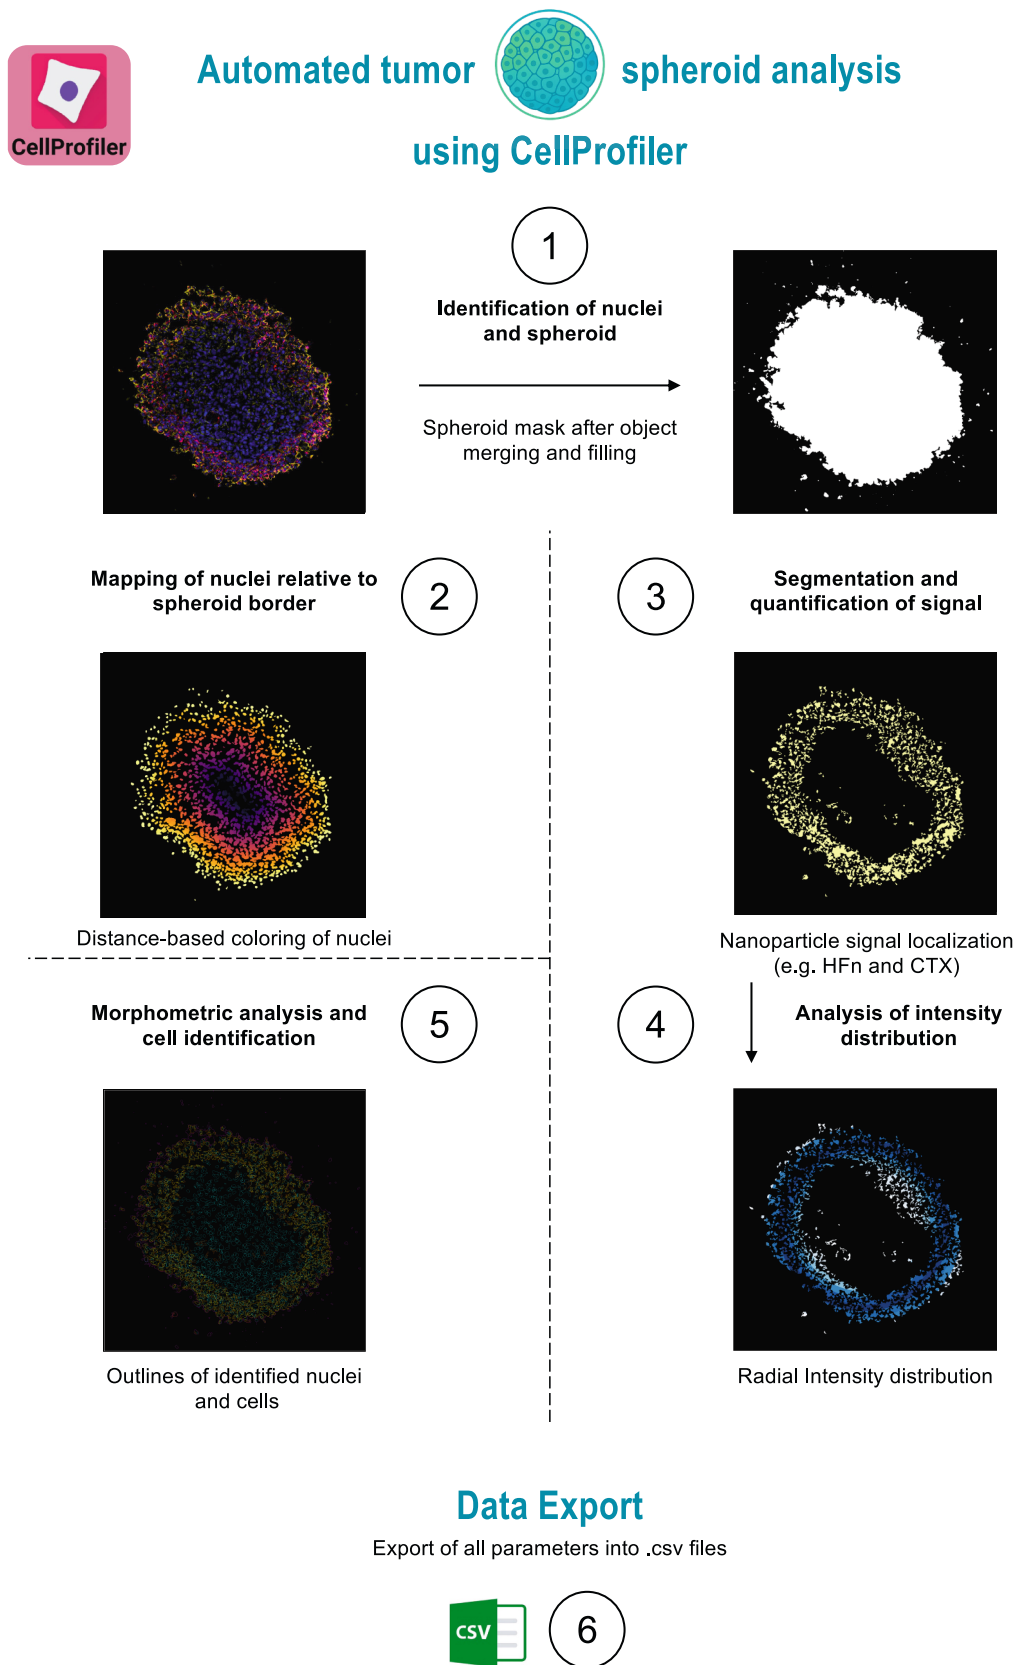 CellProfiler
Automated tumor spheroid analysis
using CellProfiler
1
Identification of nuclei
and spheroid
Spheroid mask after object
merging and filling
Mapping of nuclei relative to
spheroid border
2
Distance-based coloring of nuclei
3
Segmentation and
quantification of signal
Nanoparticle signal localization
(e.g. HFn and CTX)
4
Analysis of intensity
distribution
Radial Intensity distribution
Morphometric analysis and
cell identification
5
Outlines of identified nuclei
and cells
Data Export
Export of all parameters into .csv files
CSV
6